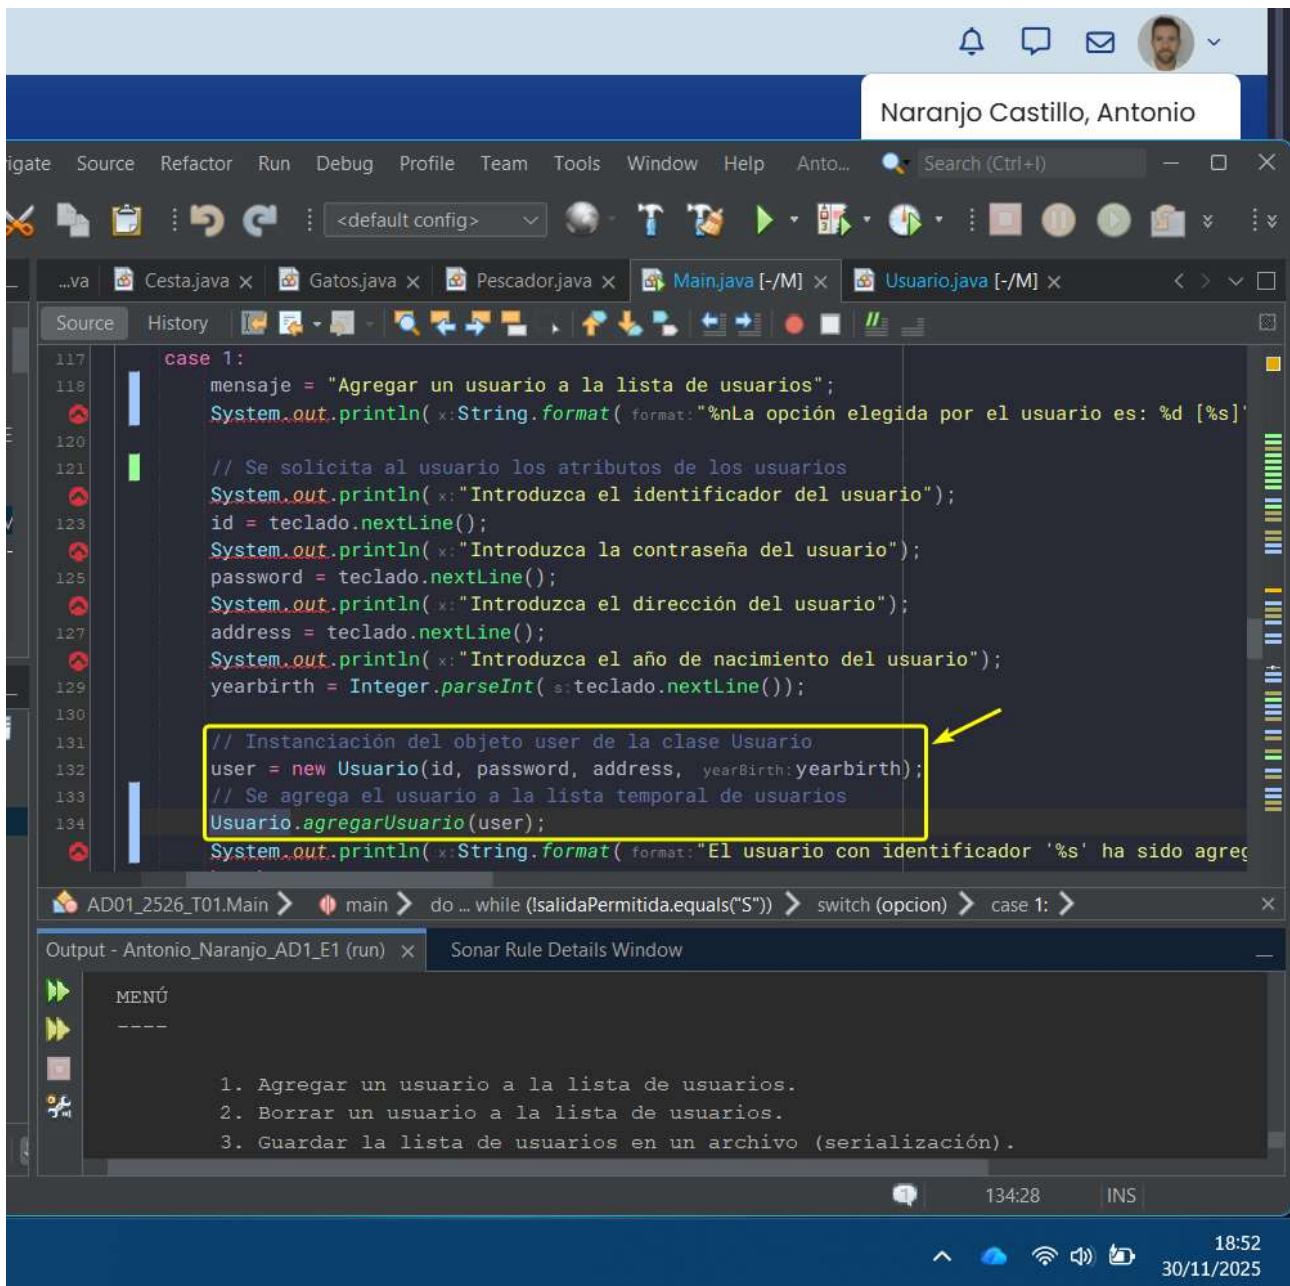 Naranjo Castillo, Antonio
igate Source Refactor Run Debug Profile Team Tools Window Help Anto... Search (Ctrl+I)
<default config>
...va Cesta.java Gatos.java Pescador.java Main.java [-/M] Usuario.java [-/M]
Source History
117 case 1:
118 mensaje = "Agregar un usuario a la lista de usuarios";
System.out.println( x:String.format( format:"%nLa opción elegida por el usuario es: %d [%s]"
120
121 // Se solicita al usuario los atributos de los usuarios
System.out.println( x:"Introduzca el identificador del usuario");
123 id = teclado.nextLine();
System.out.println( x:"Introduzca la contraseña del usuario");
125 password = teclado.nextLine();
System.out.println( x:"Introduzca el dirección del usuario");
127 address = teclado.nextLine();
System.out.println( x:"Introduzca el año de nacimiento del usuario");
129 yearbirth = Integer.parseInt( s:teclado.nextLine());
130
131 // Instanciación del objeto user de la clase Usuario
132 user = new Usuario(id, password, address, yearBirth:yearbirth);
133 // Se agrega el usuario a la lista temporal de usuarios
134 Usuario.agregarUsuario(user);
System.out.println( x:String.format( format:"El usuario con identificador '%s' ha sido agreg
AD01_2526_T01.Main main do ... while (!salidaPermitida.equals("S")) switch (opcion) case 1:
Output - Antonio_Naranjo_AD1_E1 (run) Sonar Rule Details Window
MENÚ
----
1. Agregar un usuario a la lista de usuarios.
2. Borrar un usuario a la lista de usuarios.
3. Guardar la lista de usuarios en un archivo (serialización).
1 134:28 INS
18:52
30/11/2025